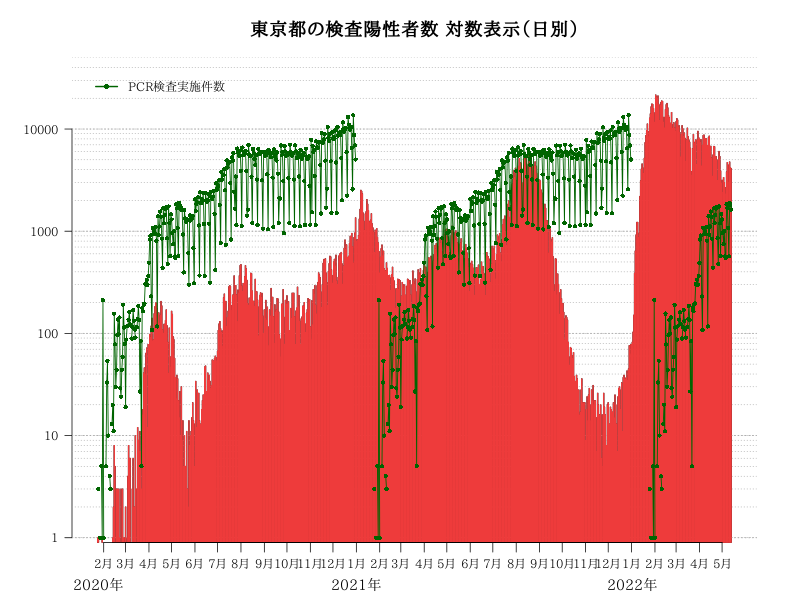 東京都の検査陽性者数 対数表示(日別)
PCR検査実施件数
10000
1000
100
10
1
2月 3月 4月 5月 6月 7月 8月 9月 10月 11月 12月 1月 2月 3月 4月 5月 6月 7月 8月 9月 10月 11月 12月 1月 2月 3月 4月 5月
2020年 2021年 2022年